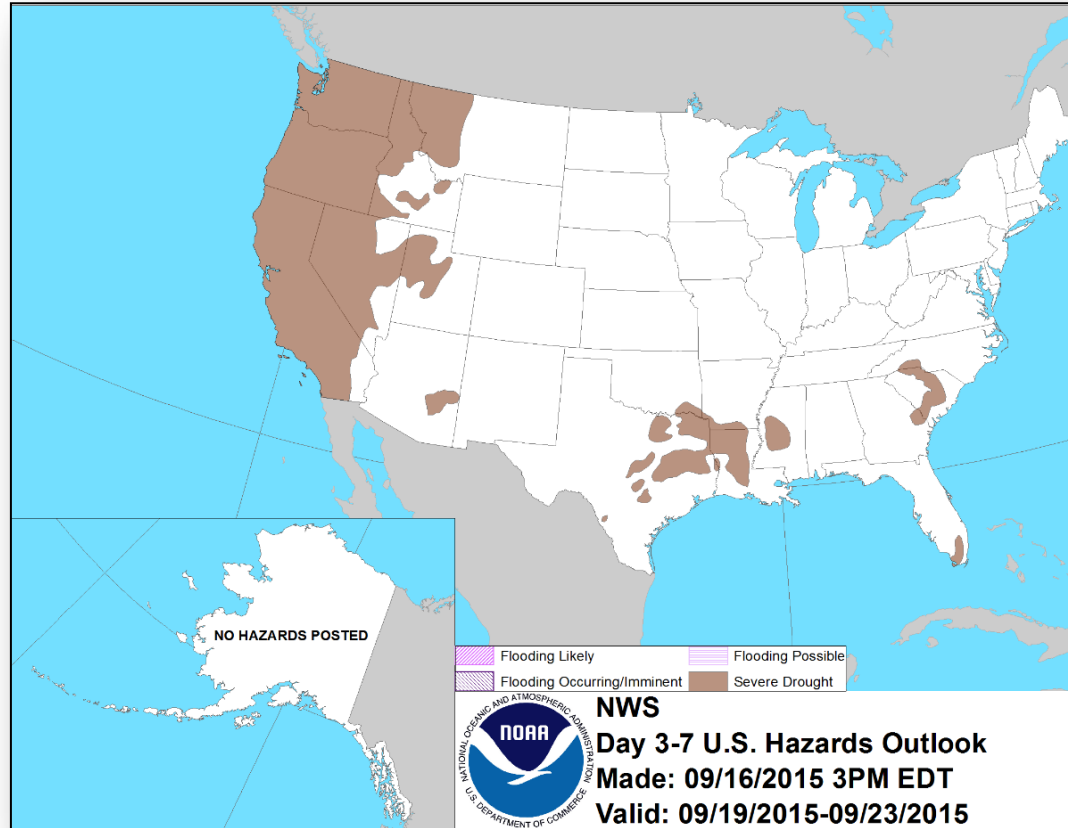 NO HAZARDS POSTED
Flooding Likely
Flooding Possible
Flooding Occurring/Imminent
Severe Drought
NATIONAL OCEANIC AND ATMOSPHERIC ADMINISTRATION
NOAA
U.S. DEPARTMENT OF COMMERCE
NWS
Day 3-7 U.S. Hazards Outlook
Made: 09/16/2015 3PM EDT
Valid: 09/19/2015-09/23/2015